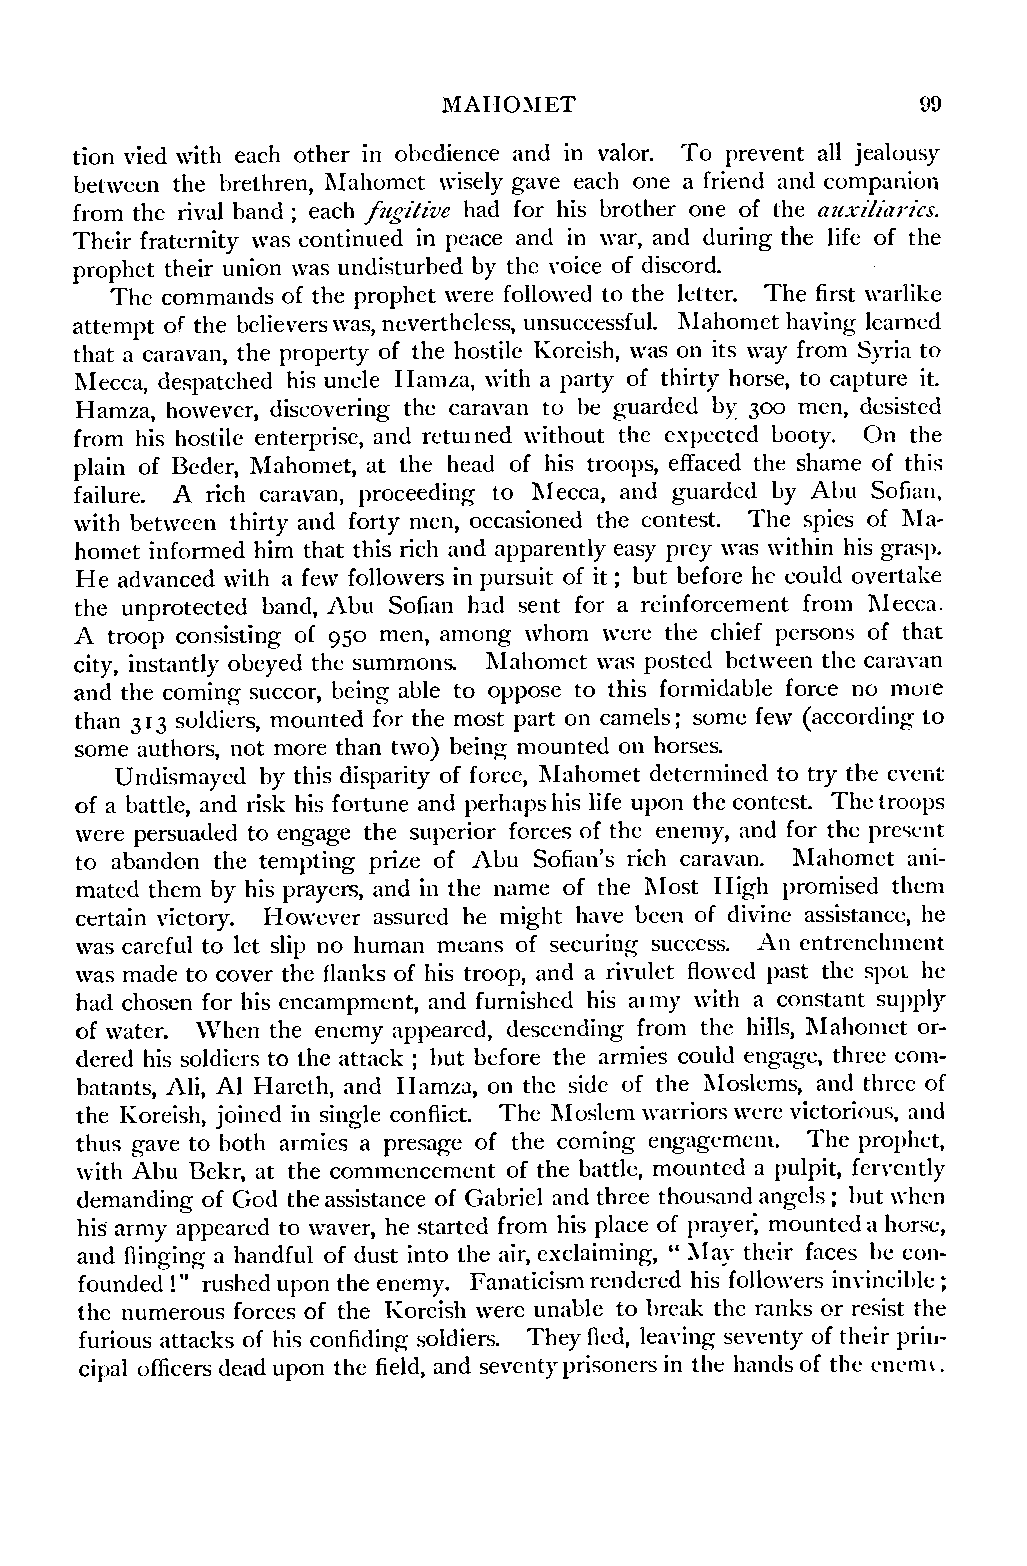 MAHOMET 99
tion vied with each other in obedience and in valor. To prevent all jealousy
between the brethren, Mahomet wisely gave each one a friend and companion
from the rival band ; each fugitive had for his brother one of the auxiliaries.
Their fraternity was continued in peace and in war, and during the life of the
prophet their union was undisturbed by the voice of discord.
The commands of the prophet were followed to the letter. The first warlike
attempt of the believers was, nevertheless, unsuccessful. Mahomet having learned
that a caravan, the property of the hostile Koreish, was on its way from Syria to
Mecca, despatched his uncle Hamza, with a party of thirty horse, to capture it.
Hamza, however, discovering the caravan to be guarded by 300 men, desisted
from his hostile enterprise, and returned without the expected booty. On the
plain of Beder, Mahomet, at the head of his troops, effaced the shame of this
failure. A rich caravan, proceeding to Mecca, and guarded by Abu Sofian,
with between thirty and forty men, occasioned the contest. The spies of Ma-
homet informed him that this rich and apparently easy prey was within his grasp.
He advanced with a few followers in pursuit of it ; but before he could overtake
the unprotected band, Abu Sofian had sent for a reinforcement from Mecca.
A troop consisting of 950 men, among whom were the chief persons of that
city, instantly obeyed the summons. Mahomet was posted between the caravan
and the coming succor, being able to oppose to this formidable force no more
than 313 soldiers, mounted for the most part on camels; some few (according to
some authors, not more than two) being mounted on horses.
Undismayed by this disparity of force, Mahomet determined to try the event
of a battle, and risk his fortune and perhaps his life upon the contest. The troops
were persuaded to engage the superior forces of the enemy, and for the present
to abandon the tempting prize of Abu Sofian's rich caravan. Mahomet ani-
mated them by his prayers, and in the name of the Most High promised them
certain victory. However assured he might have been of divine assistance, he
was careful to let slip no human means of securing success. An entrenchment
was made to cover the flanks of his troop, and a rivulet flowed past the spot he
had chosen for his encampment, and furnished his army with a constant supply
of water. When the enemy appeared, descending from the hills, Mahomet or-
dered his soldiers to the attack ; but before the armies could engage, three com-
batants, Ali, Al Hareth, and Hamza, on the side of the Moslems, and three of
the Koreish, joined in single conflict. The Moslem warriors were victorious, and
thus gave to both armies a presage of the coming engagement. The prophet,
with Abu Bekr, at the commencement of the battle, mounted a pulpit, fervently
demanding of God the assistance of Gabriel and three thousand angels ; but when
his army appeared to waver, he started from his place of prayer, mounted a horse,
and flinging a handful of dust into the air, exclaiming, “ May their faces be con-
founded !” rushed upon the enemy. Fanaticism rendered his followers invincible ;
the numerous forces of the Koreish were unable to break the ranks or resist the
furious attacks of his confiding soldiers. They fled, leaving seventy of their prin-
cipal officers dead upon the field, and seventy prisoners in the hands of the enemy.